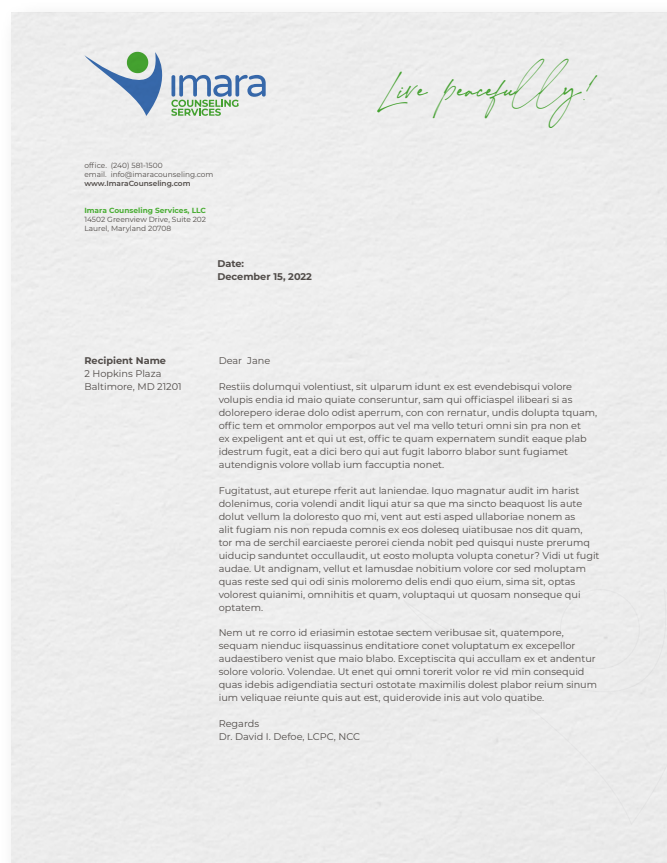 imara
COUNSELING
SERVICES
Live peacefully!
office. (240) 581-1500
email. info@imaracounseling.com
www.ImaraCounseling.com
Imara Counseling Services, LLC
14502 Greenview Drive, Suite 202
Laurel, Maryland 20708
Date:
December 15, 2022
Recipient Name
2 Hopkins Plaza
Baltimore, MD 21201
Dear Jane
Restiis dolumqui volentiust, sit ulparum idunt ex est evendebisqui volore
volupis endia id maio quiate conseruntur, sam qui officiaspel ilibeari si as
dolorepero iderae dolo odist aperrum, con con rernatur, undis dolupta tquam,
offic tem et ommolor emporpos aut vel ma vello teturi omni sin pra non et
ex expeligent ant et qui ut est, offic te quam expernatem sundit eaque plab
idestrum fugit, eat a dici bero qui aut fugit laborro blabor sunt fugiamet
autendignis volore vollab ium faccuptia nonet.
Fugitatust, aut eturepe rferit aut laniendae. Iquo magnatur audit im harist
dolenimus, coria volendi andit liqui atur sa que ma sincto beaquost lis aute
dolut vellum la doloresto quo mi, vent aut esti asped ullaboriae nonem as
alit fugiam nis non repuda comnis ex eos doleseq uiatibusae nos dit quam,
tor ma de serchil earciaeste perorei cienda nobit ped quisqui nuste prerumq
uiducip sanduntet occullaudit, ut eosto molupta volupta conetur? Vidi ut fugit
audae. Ut andignam, vellut et lamusdae nobitium volore cor sed moluptam
quas reste sed qui odi sinis moloremo delis endi quo eium, sima sit, optas
volorest quianimi, omnihitis et quam, voluptaqui ut quosam nonseque qui
optatem.
Nem ut re corro id eriasimin estotae sectem veribusae sit, quatempore,
sequam nienduc iisquassinus enditatiore conet voluptatum ex excepellor
audaestibero venist que maio blabo. Exceptiscita qui accullam ex et andentur
solore volorio. Volendae. Ut enet qui omni torerit volor re vid min consequid
quas idebis adigendiatia secturi ostotate maximilis dolest plabor reium sinum
ium veliquae reiunte quis aut est, quiderovide inis aut volo quatibe.
Regards
Dr. David I. Defoe, LCPC, NCC